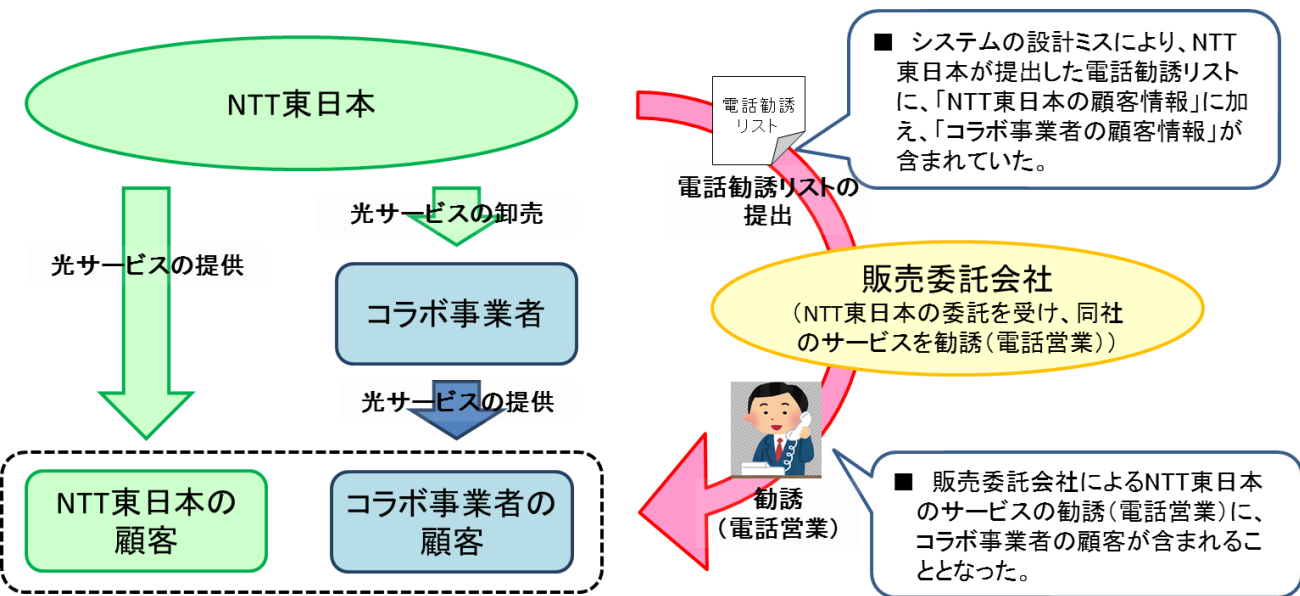 NTT東日本
光サービスの提供
光サービスの卸売
コラボ事業者
光サービスの提供
NTT東日本の
顧客
コラボ事業者の
顧客
電話勧誘
リスト
電話勧誘リストの
提出
■ システムの設計ミスにより、NTT
東日本が提出した電話勧誘リスト
に、「NTT東日本の顧客情報」に加
え、「コラボ事業者の顧客情報」が
含まれていた。
販売委託会社
（NTT東日本の委託を受け、同社
のサービスを勧誘（電話営業））
勧誘
（電話営業）
■ 販売委託会社によるNTT東日本
のサービスの勧誘（電話営業）に、
コラボ事業者の顧客が含まれるこ
ととなった。